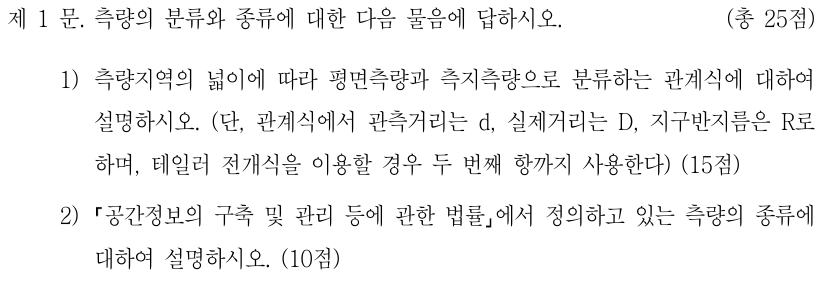 제 1 문. 측량의 분류와 종류에 대한 다음 물음에 답하시오. (총 25점)
1) 측량지역의 넓이에 따라 평면측량과 측지측량으로 분류하는 관계식에 대하여
설명하시오. (단, 관계식에서 관측거리는 d, 실제거리는 D, 지구반지름은 R로
하며, 테일러 전개식을 이용할 경우 두 번째 항까지 사용한다) (15점)
2) 「공간정보의 구축 및 관리 등에 관한 법률」에서 정의하고 있는 측량의 종류에
대하여 설명하시오. (10점)